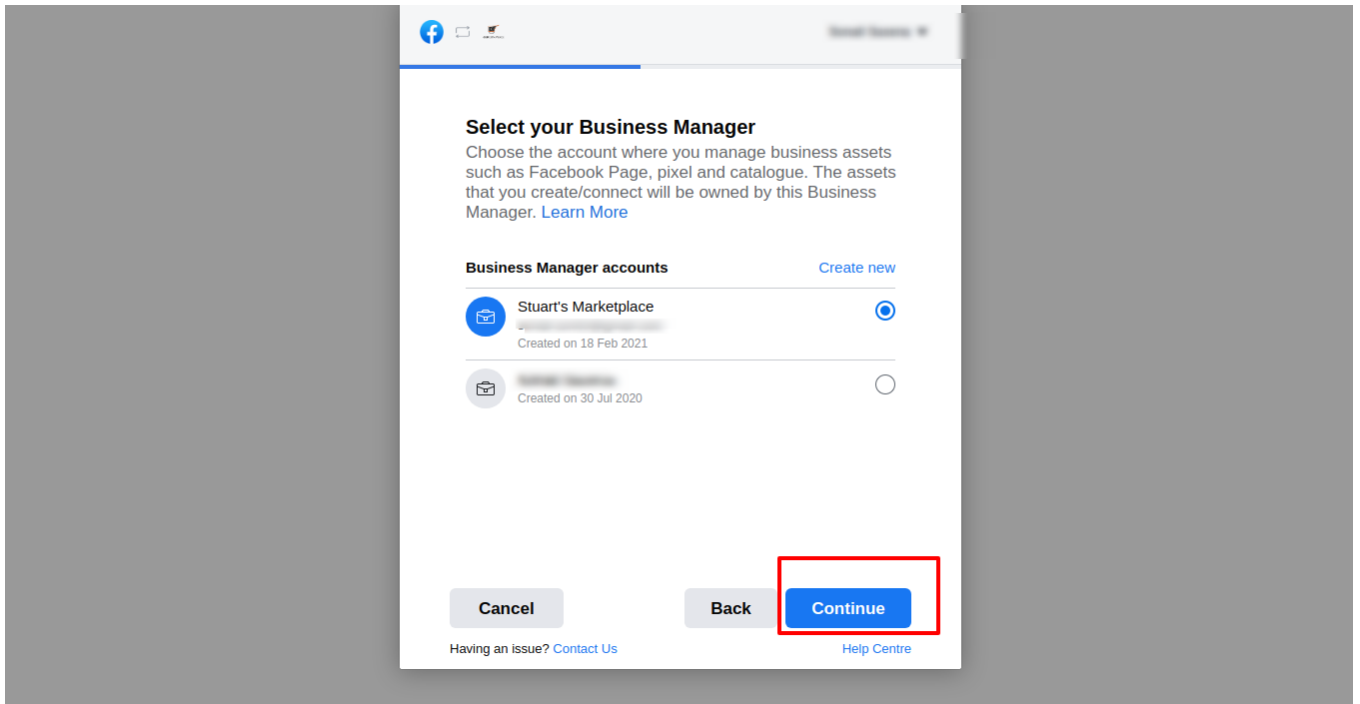 Select your Business Manager
Choose the account where you manage business assets
such as Facebook Page, pixel and catalogue. The assets
that you create/connect will be owned by this Business
Manager. Learn More
Business Manager accounts Create new
Stuart's Marketplace
Created on 18 Feb 2021
Created on 30 Jul 2020
Cancel Back Continue
Having an issue? Contact Us Help Centre